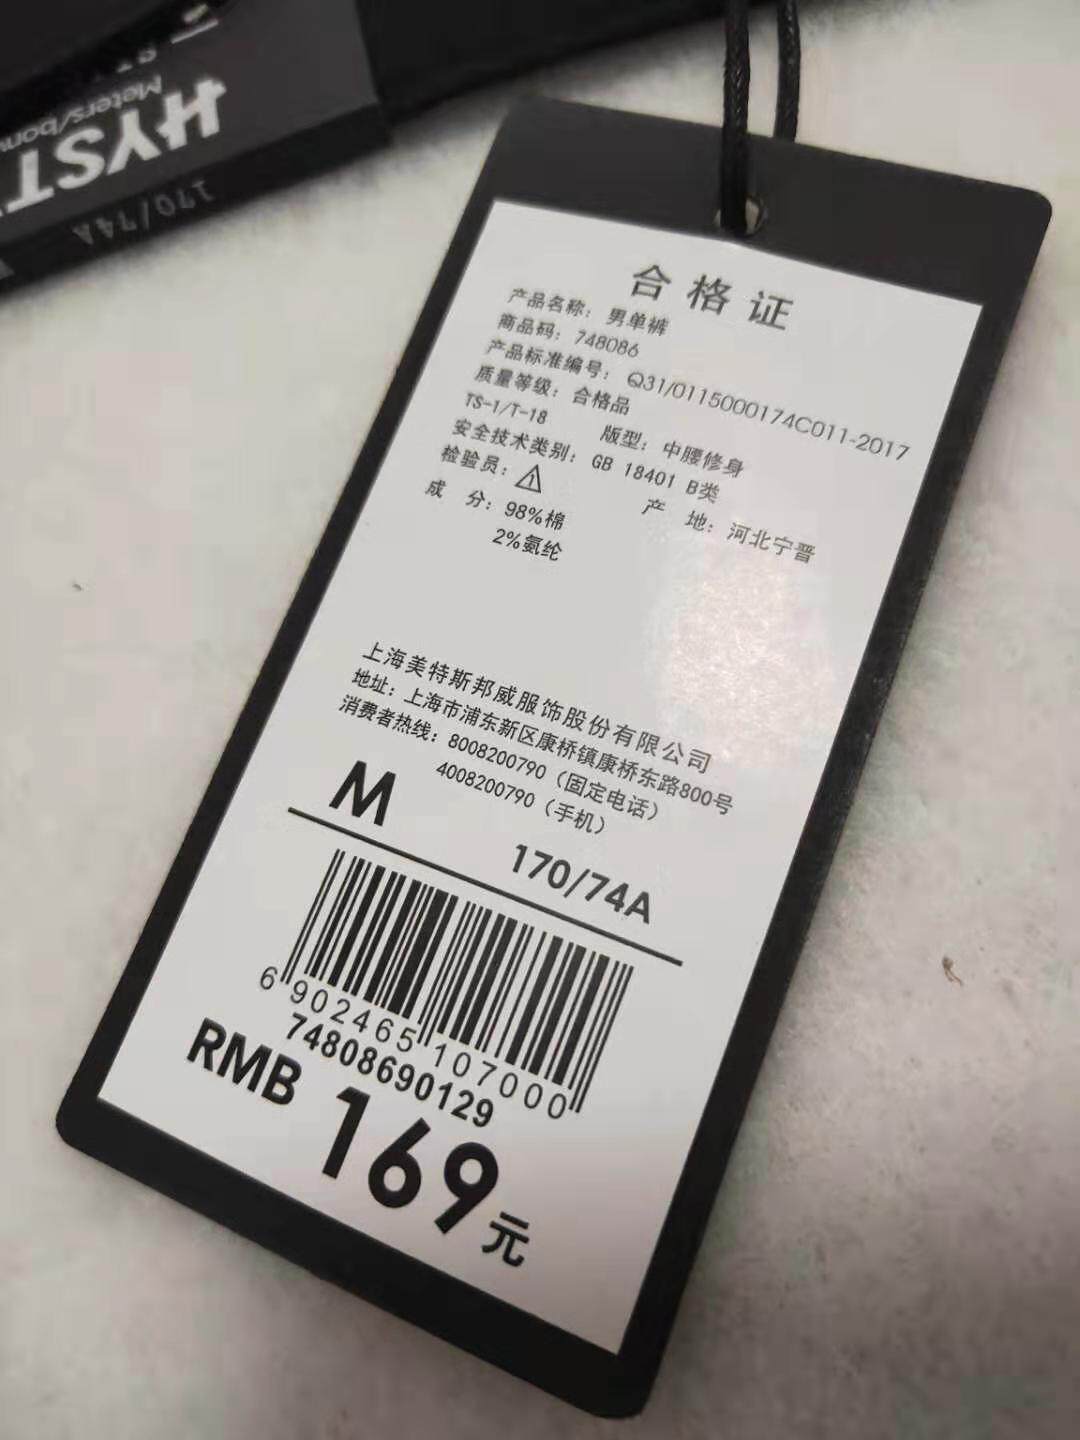 HYST
Meters/bon
170/74A
合格证
产品名称：男单裤
商品码：748086
产品标准编号：Q31/0115000174C011-2017
质量等级：合格品
TS-1/T-18 版型：中腰修身
安全技术类别：GB 18401 B类
检验员：1 产 地：河北宁晋
成 分：98%棉
2%氨纶
上海美特斯邦威服饰股份有限公司
地址：上海市浦东新区康桥镇康桥东路800号
消费者热线：8008200790（固定电话）
4008200790（手机）
M
170/74A
6902465107000
74808690129
RMB 169元